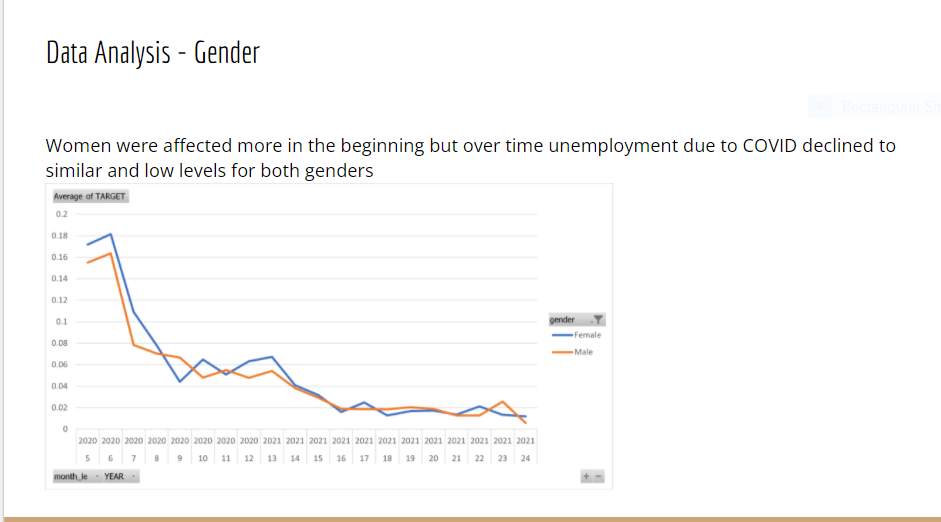 Data Analysis - Gender
Rectangular Sn
Women were affected more in the beginning but over time unemployment due to COVID declined to
similar and low levels for both genders
Average of TARGET
0.2
0.18
0.16
0.14
0.12
0.1
0.08
0.06
0.04
0.02
0
gender
Female
Male
2020 2020 2020 2020 2020 2020 2020 2020 2021 2021 2021 2021 2021 2021 2021 2021 2021 2021 2021 2021
5 6 7 8 9 10 11 12 13 14 15 16 17 18 19 20 21 22 23 24
month_le YEAR
+ -